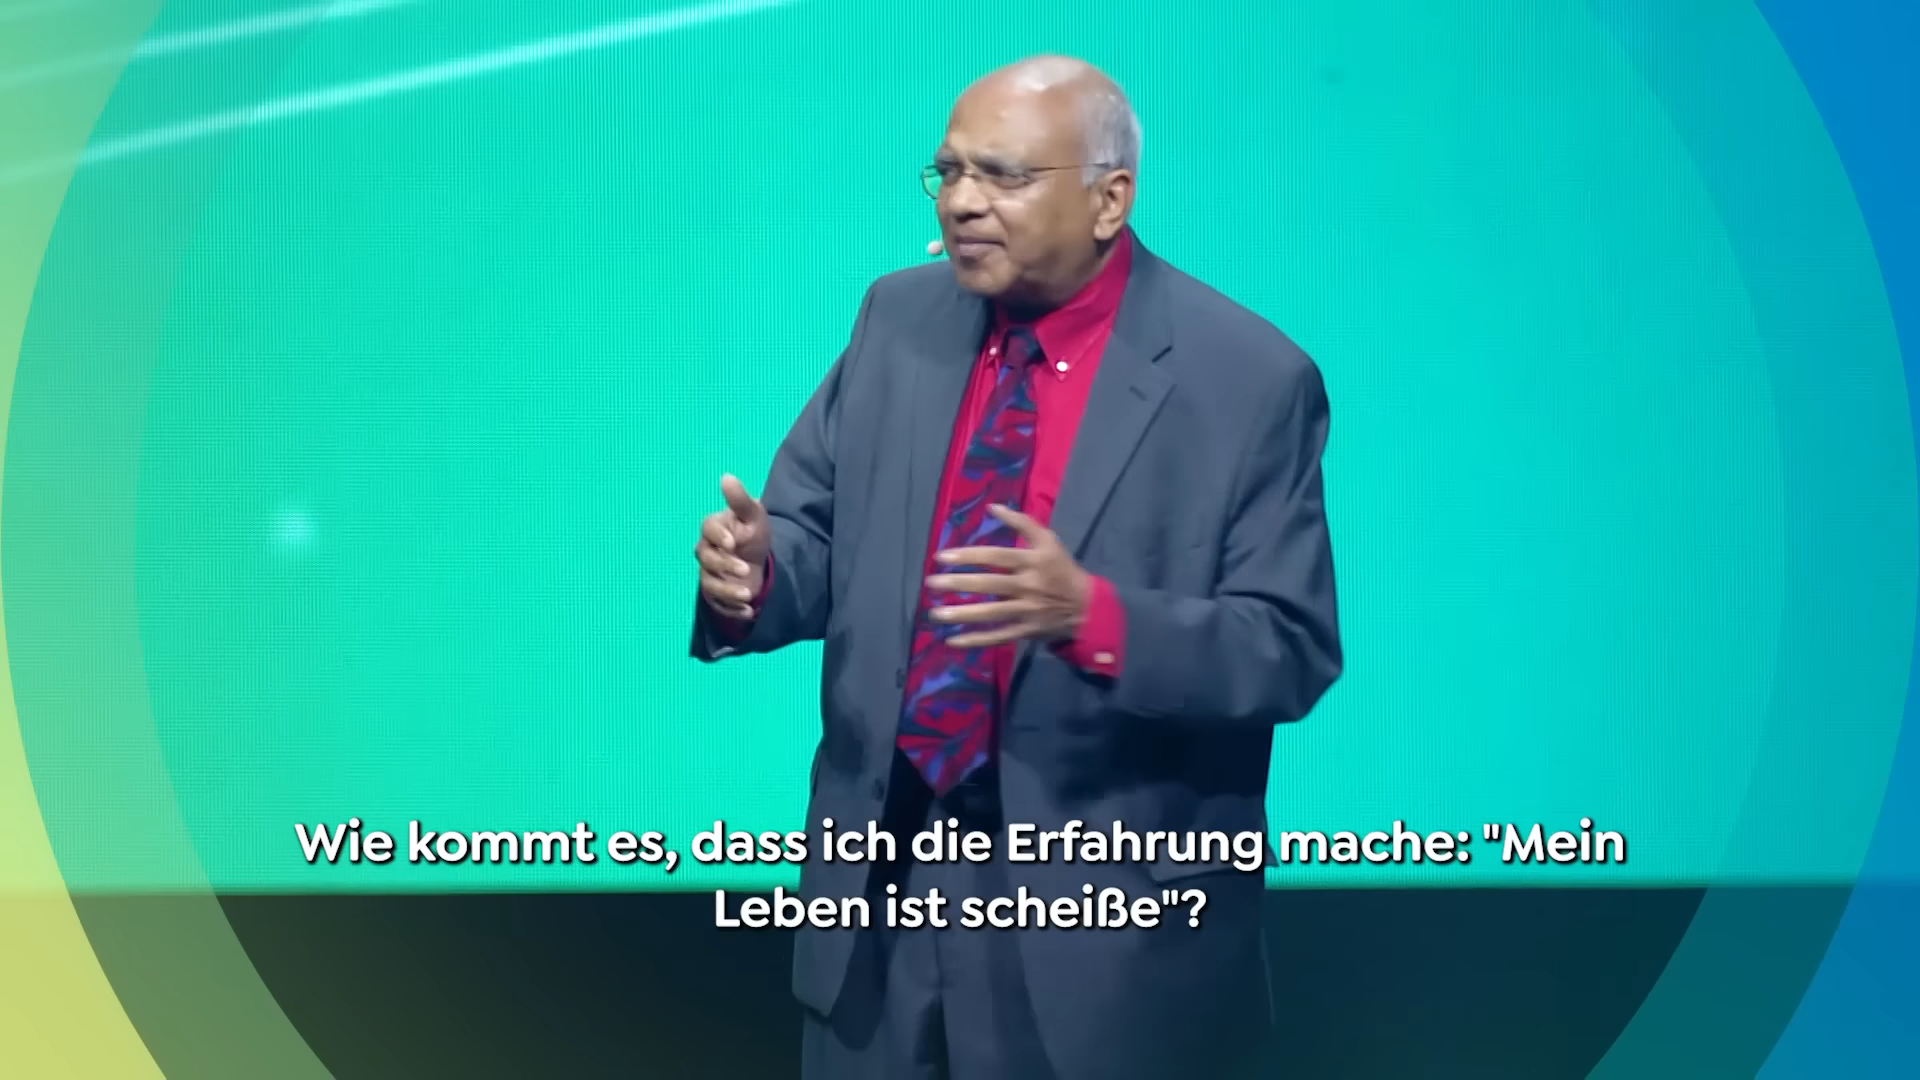 Wie kommt es, dass ich die Erfahrung mache: "Mein
Leben ist scheiße"?